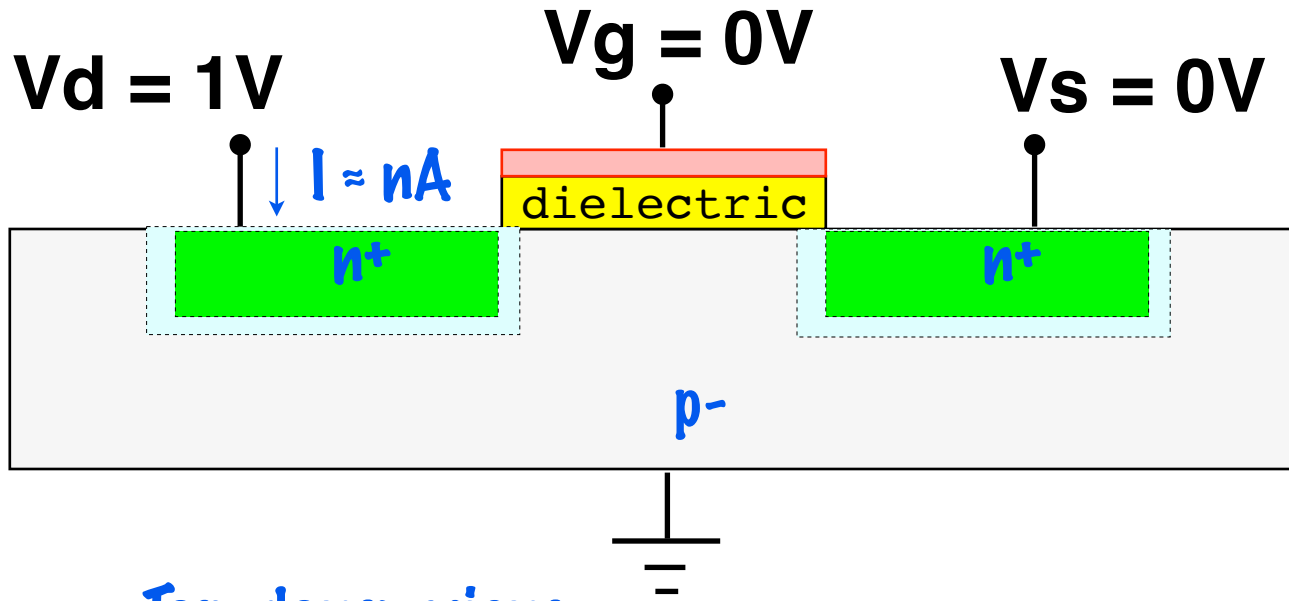 Vg = 0V
Vd = 1V
Vs = 0V
I ≈ nA
dielectric
n+
n+
p-